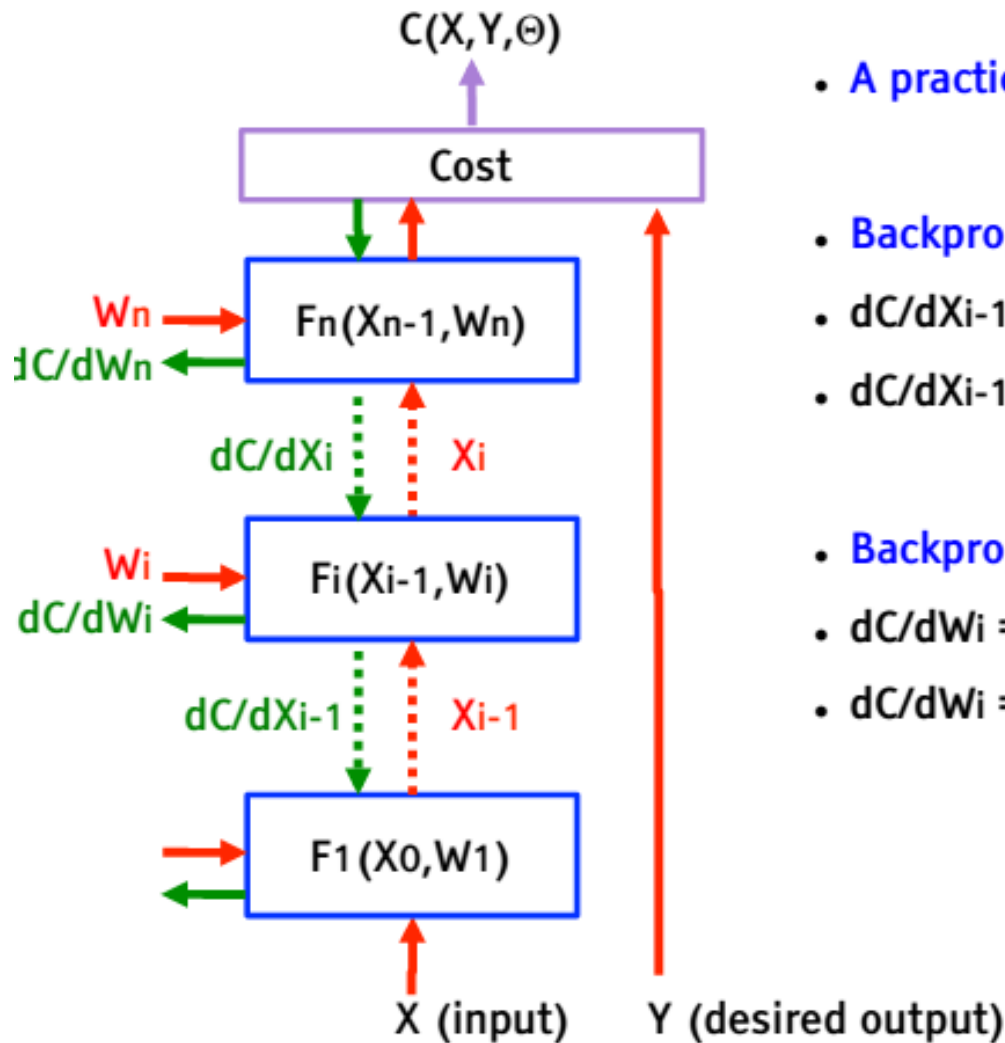 C(X,Y,Θ)
Cost
Wn
Fn(Xn-1,Wn)
dC/dWn
dC/dXi
Xi
Wi
Fi(Xi-1,Wi)
dC/dWi
dC/dXi-1
Xi-1
F1(X0,W1)
X (input)
Y (desired output)
• A practic
• Backpro
• dC/dXi-1
• dC/dXi-1
• Backpro
• dC/dWi =
• dC/dWi =